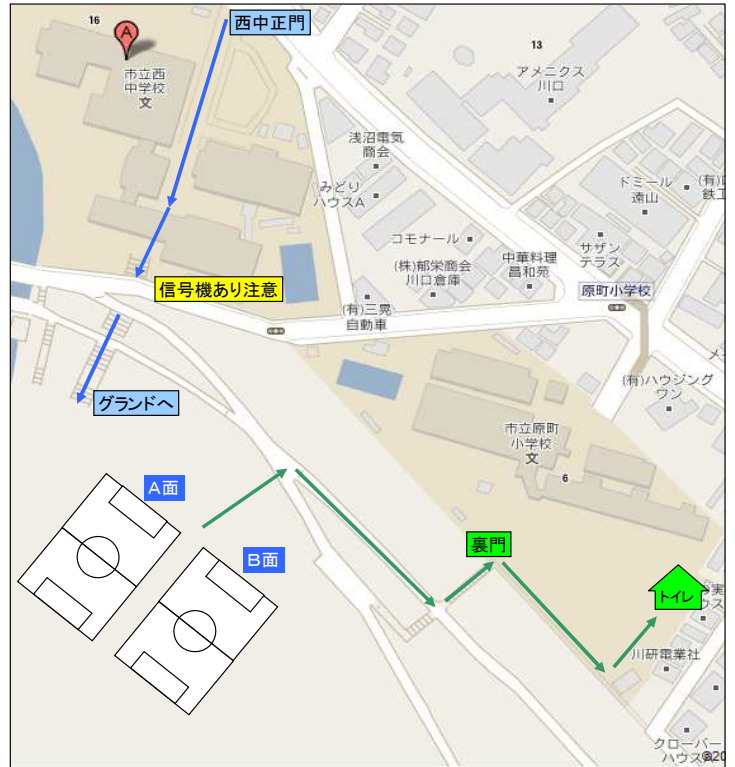 16
A
西中正門
市立西
中学校
文
13
アメニクス
川口
浅沼電気
商会
みどり
ハウスA
ドミール
遠山
(有)
鉄工
コモナール
サザン
テラス
(株)郁栄商会
川口倉庫
中華料理
昌和苑
信号機あり注意
原町小学校
(有)三晃
自動車
(有)ハウジング
ワン
グランドへ
市立原町
小学校
文
6
A面
B面
裏門
トイレ
川研電業社
クローバー
ハウスA
©20